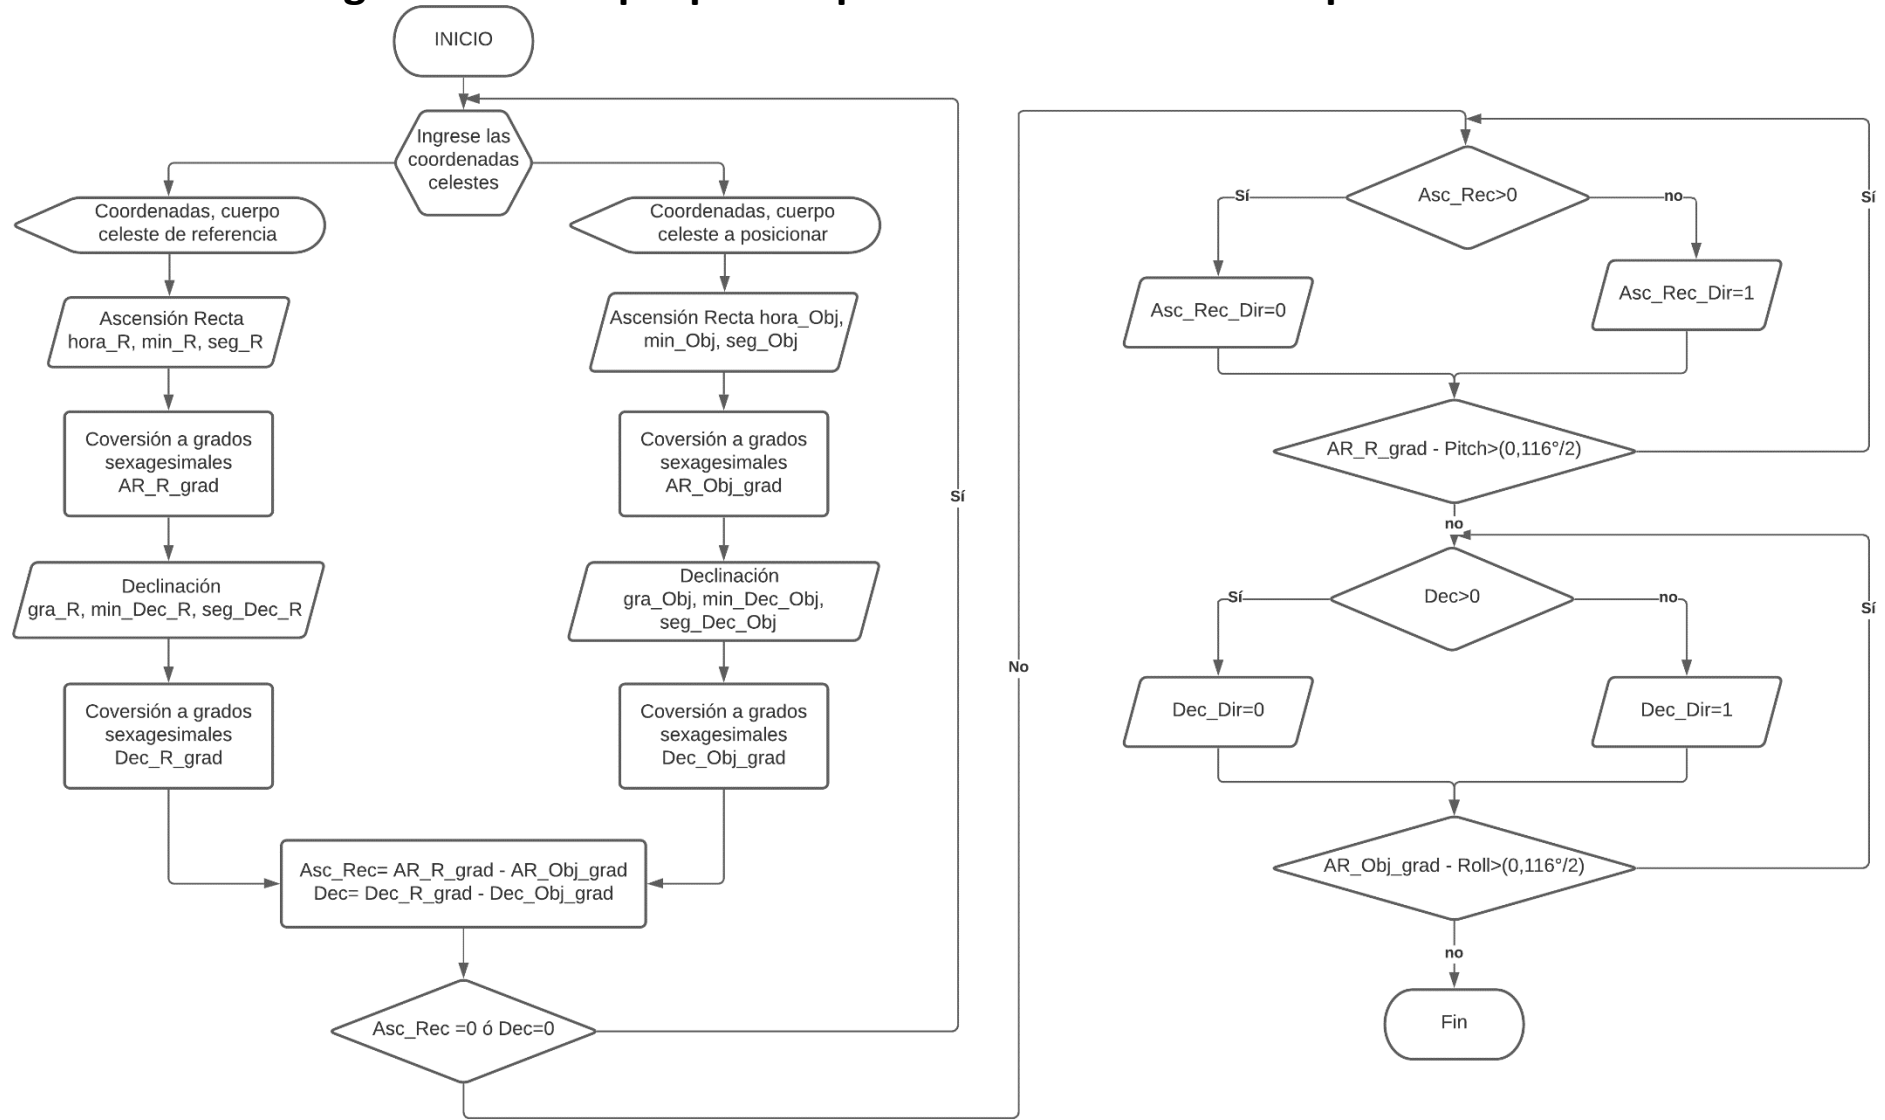 INICIO
Ingrese las
coordenadas
celestes
Coordenadas, cuerpo
celeste de referencia
Ascensión Recta
hora_R, min_R, seg_R
Coversión a grados
sexagesimales
AR_R_grad
Declinación
gra_R, min_Dec_R, seg_Dec_R
Coversión a grados
sexagesimales
Dec_R_grad
Coordenadas, cuerpo
celeste a posicionar
Ascensión Recta hora_Obj,
min_Obj, seg_Obj
Coversión a grados
sexagesimales
AR_Obj_grad
Declinación
gra_Obj, min_Dec_Obj,
seg_Dec_Obj
Coversión a grados
sexagesimales
Dec_Obj_grad
Asc_Rec= AR_R_grad - AR_Obj_grad
Dec= Dec_R_grad - Dec_Obj_grad
Asc_Rec =0 ó Dec=0
Sí
No
Asc_Rec>0
Sí
no
Asc_Rec_Dir=0
Asc_Rec_Dir=1
AR_R_grad - Pitch>(0,116°/2)
Sí
no
Dec>0
Sí
no
Dec_Dir=0
Dec_Dir=1
AR_Obj_grad - Roll>(0,116°/2)
Sí
no
Fin